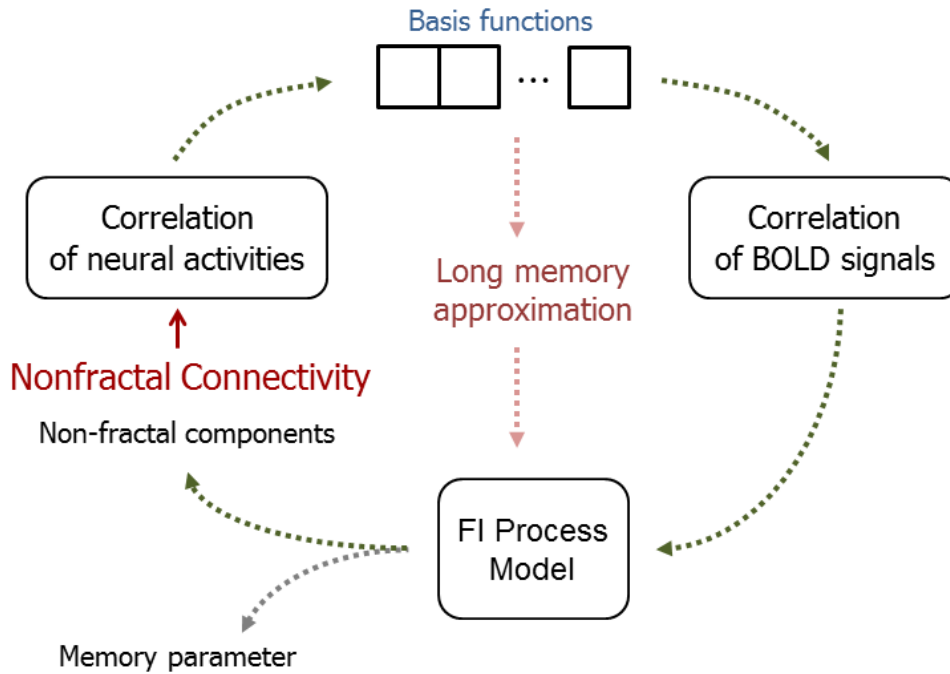 Basis functions
...
Correlation
of neural activities
Correlation
of BOLD signals
Long memory
approximation
Nonfractal Connectivity
Non-fractal components
FI Process
Model
Memory parameter